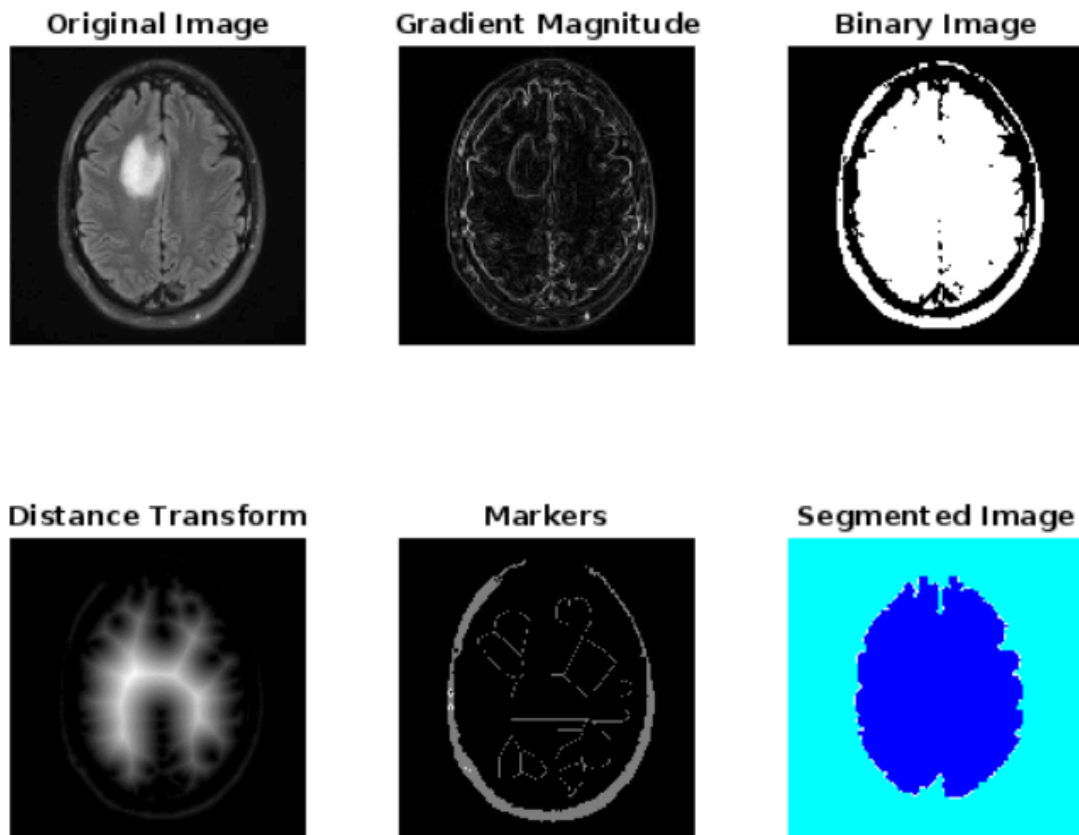 Original Image
Gradient Magnitude
Binary Image
Distance Transform
Markers
Segmented Image